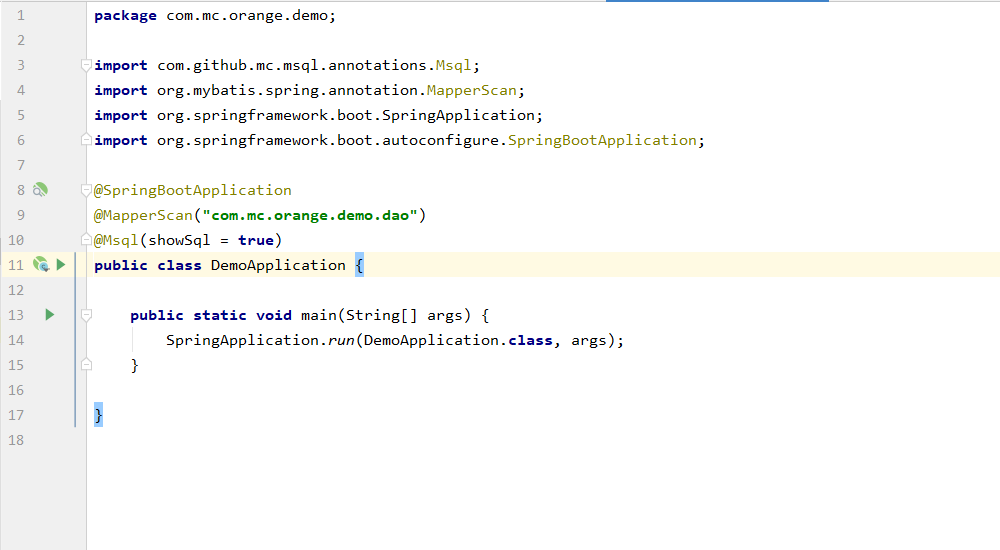 1 package com.mc.orange.demo;
2
3 import com.github.mc.msql.annotations.Msql;
4 import org.mybatis.spring.annotation.MapperScan;
5 import org.springframework.boot.SpringApplication;
6 import org.springframework.boot.autoconfigure.SpringBootApplication;
7
8 @SpringBootApplication
9 @MapperScan("com.mc.orange.demo.dao")
10 @Msql(showSql = true)
11 public class DemoApplication {
12
13     public static void main(String[] args) {
14         SpringApplication.run(DemoApplication.class, args);
15     }
16
17 }
18